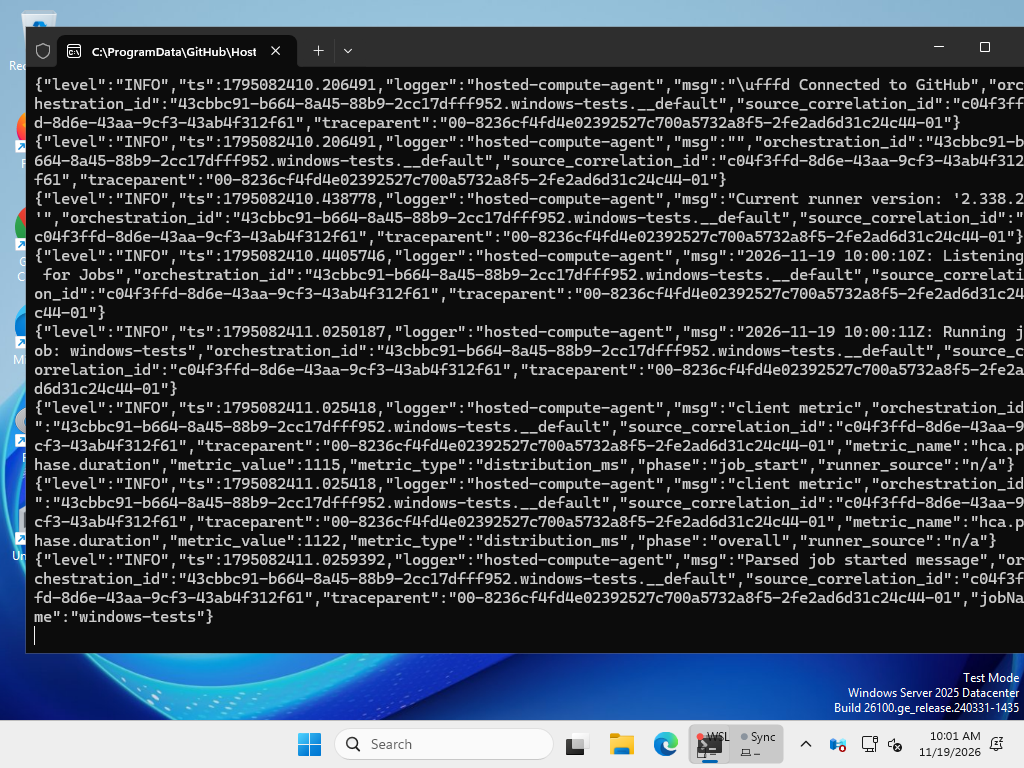 C:\ProgramData\GitHub\Host
{"level":"INFO","ts":1795082410.206491,"logger":"hosted-compute-agent","msg":"\ufffd Connected to GitHub","orc
hestration_id":"43cbbc91-b664-8a45-88b9-2cc17dfff952.windows-tests.__default","source_correlation_id":"c04f3ff
d-8d6e-43aa-9cf3-43ab4f312f61","traceparent":"00-8236cf4fd4e02392527c700a5732a8f5-2fe2ad6d31c24c44-01"}
{"level":"INFO","ts":1795082410.206491,"logger":"hosted-compute-agent","msg":"","orchestration_id":"43cbbc91-b
664-8a45-88b9-2cc17dfff952.windows-tests.__default","source_correlation_id":"c04f3ffd-8d6e-43aa-9cf3-43ab4f312
f61","traceparent":"00-8236cf4fd4e02392527c700a5732a8f5-2fe2ad6d31c24c44-01"}
{"level":"INFO","ts":1795082410.438778,"logger":"hosted-compute-agent","msg":"Current runner version: '2.338.2
'","orchestration_id":"43cbbc91-b664-8a45-88b9-2cc17dfff952.windows-tests.__default","source_correlation_id":"
c04f3ffd-8d6e-43aa-9cf3-43ab4f312f61","traceparent":"00-8236cf4fd4e02392527c700a5732a8f5-2fe2ad6d31c24c44-01"}
{"level":"INFO","ts":1795082410.4405746,"logger":"hosted-compute-agent","msg":"2026-11-19 10:00:10Z: Listening
 for Jobs","orchestration_id":"43cbbc91-b664-8a45-88b9-2cc17dfff952.windows-tests.__default","source_correlati
on_id":"c04f3ffd-8d6e-43aa-9cf3-43ab4f312f61","traceparent":"00-8236cf4fd4e02392527c700a5732a8f5-2fe2ad6d31c24
c44-01"}
{"level":"INFO","ts":1795082411.0250187,"logger":"hosted-compute-agent","msg":"2026-11-19 10:00:11Z: Running j
ob: windows-tests","orchestration_id":"43cbbc91-b664-8a45-88b9-2cc17dfff952.windows-tests.__default","source_c
orrelation_id":"c04f3ffd-8d6e-43aa-9cf3-43ab4f312f61","traceparent":"00-8236cf4fd4e02392527c700a5732a8f5-2fe2a
d6d31c24c44-01"}
{"level":"INFO","ts":1795082411.025418,"logger":"hosted-compute-agent","msg":"client metric","orchestration_id
":"43cbbc91-b664-8a45-88b9-2cc17dfff952.windows-tests.__default","source_correlation_id":"c04f3ffd-8d6e-43aa-9
cf3-43ab4f312f61","traceparent":"00-8236cf4fd4e02392527c700a5732a8f5-2fe2ad6d31c24c44-01","metric_name":"hca.p
hase.duration","metric_value":1115,"metric_type":"distribution_ms","phase":"job_start","runner_source":"n/a"}
{"level":"INFO","ts":1795082411.025418,"logger":"hosted-compute-agent","msg":"client metric","orchestration_id
":"43cbbc91-b664-8a45-88b9-2cc17dfff952.windows-tests.__default","source_correlation_id":"c04f3ffd-8d6e-43aa-9
cf3-43ab4f312f61","traceparent":"00-8236cf4fd4e02392527c700a5732a8f5-2fe2ad6d31c24c44-01","metric_name":"hca.p
hase.duration","metric_value":1122,"metric_type":"distribution_ms","phase":"overall","runner_source":"n/a"}
{"level":"INFO","ts":1795082411.0259392,"logger":"hosted-compute-agent","msg":"Parsed job started message","or
chestration_id":"43cbbc91-b664-8a45-88b9-2cc17dfff952.windows-tests.__default","source_correlation_id":"c04f3f
fd-8d6e-43aa-9cf3-43ab4f312f61","traceparent":"00-8236cf4fd4e02392527c700a5732a8f5-2fe2ad6d31c24c44-01","jobNa
me":"windows-tests"}
Test Mode
Windows Server 2025 Datacenter
Build 26100.ge_release.240331-1435
Search
WSL
Sync
10:01 AM
11/19/2026